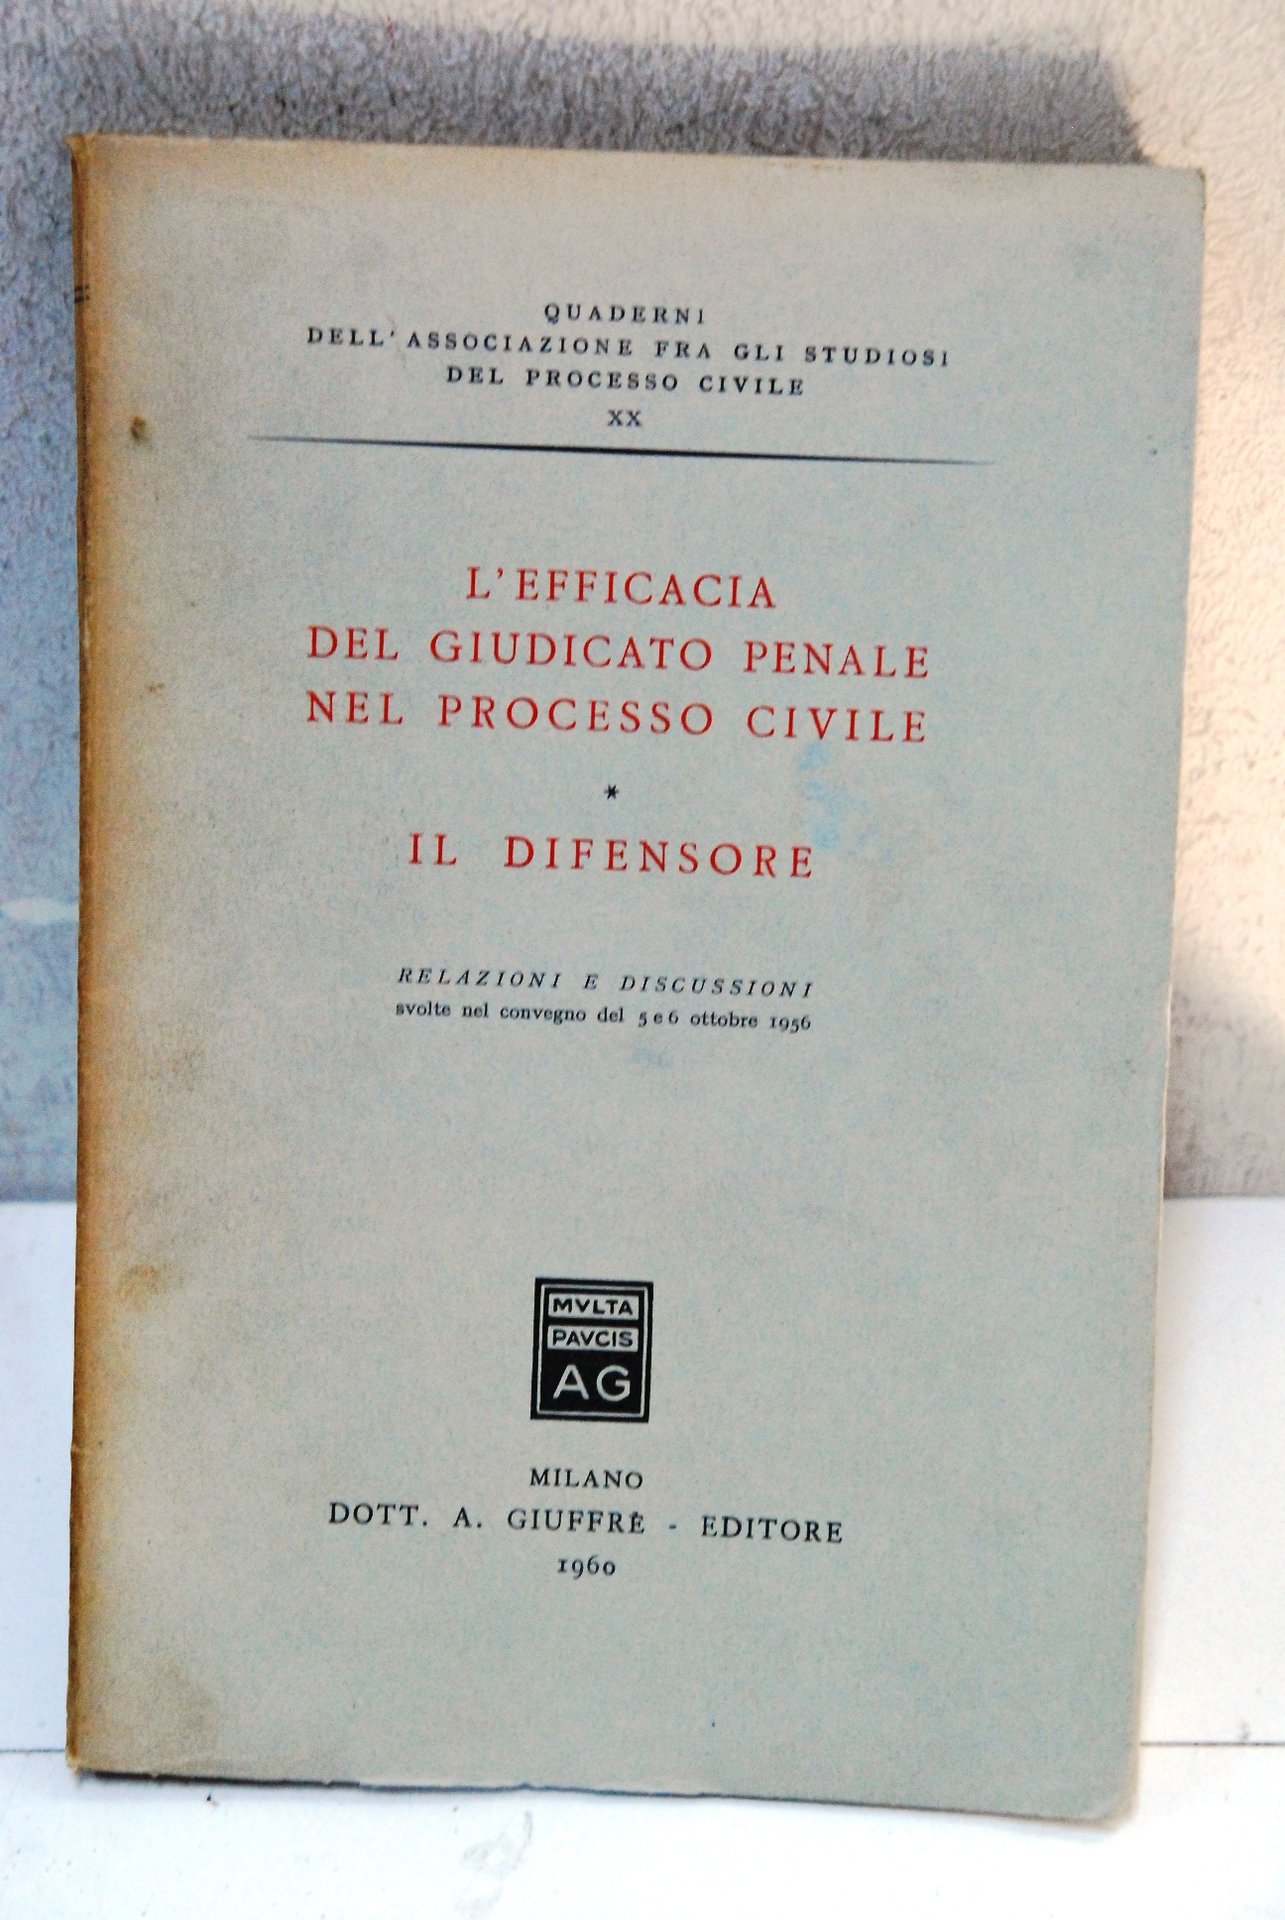 QUADERNI
DELL'ASSOCIAZIONE FRA GLI STUDIOSI
DEL PROCESSO CIVILE
XX
L'EFFICACIA
DEL GIUDICATO PENALE
NEL PROCESSO CIVILE
*
IL DIFENSORE
RELAZIONI E DISCUSSIONI
svolte nel convegno del 5 e 6 ottobre 1956
MVLTA
PAVCIS
AG
MILANO
DOTT. A. GIUFFRÈ - EDITORE
1960